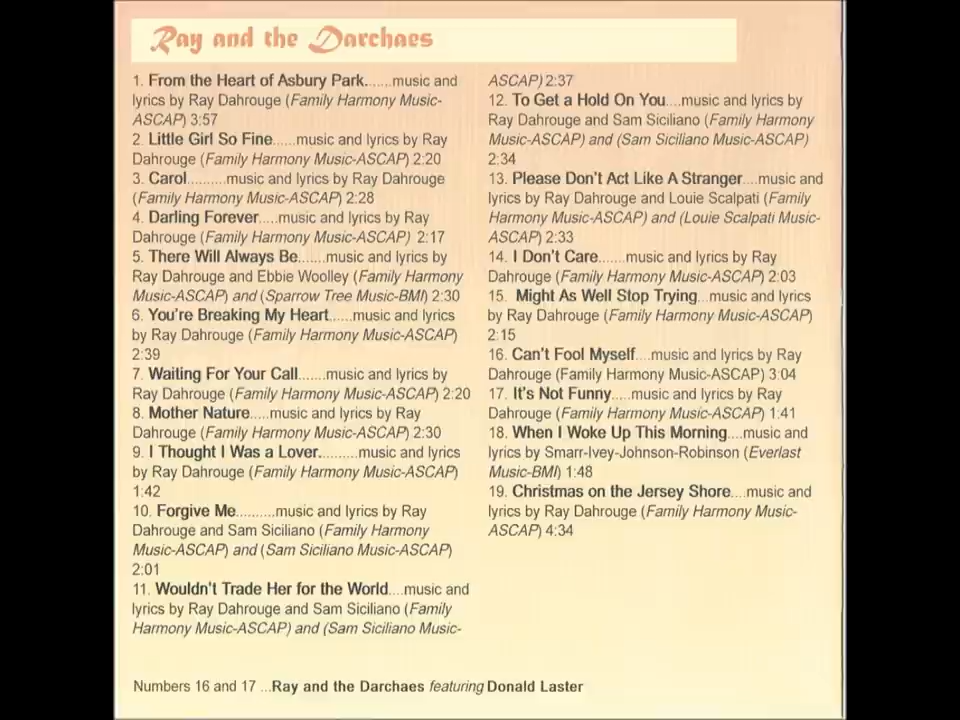 Ray and the Darchaes
1. From the Heart of Asbury Park.......music and
lyrics by Ray Dahrouge (Family Harmony Music-
ASCAP) 3:57
2. Little Girl So Fine......music and lyrics by Ray
Dahrouge (Family Harmony Music-ASCAP) 2:20
3. Carol..........music and lyrics by Ray Dahrouge
(Family Harmony Music-ASCAP) 2:28
4. Darling Forever.....music and lyrics by Ray
Dahrouge (Family Harmony Music-ASCAP) 2:17
5. There Will Always Be.......music and lyrics by
Ray Dahrouge and Ebbie Woolley (Family Harmony
Music-ASCAP) and (Sparrow Tree Music-BMI) 2:30
6. You're Breaking My Heart......music and lyrics
by Ray Dahrouge (Family Harmony Music-ASCAP)
2:39
7. Waiting For Your Call.......music and lyrics by
Ray Dahrouge (Family Harmony Music-ASCAP) 2:20
8. Mother Nature.....music and lyrics by Ray
Dahrouge (Family Harmony Music-ASCAP) 2:30
9. I Thought I Was a Lover..........music and lyrics
by Ray Dahrouge (Family Harmony Music-ASCAP)
1:42
10. Forgive Me..........music and lyrics by Ray
Dahrouge and Sam Siciliano (Family Harmony
Music-ASCAP) and (Sam Siciliano Music-ASCAP)
2:01
11. Wouldn't Trade Her for the World....music and
lyrics by Ray Dahrouge and Sam Siciliano (Family
Harmony Music-ASCAP) and (Sam Siciliano Music-
ASCAP) 2:37
12. To Get a Hold On You....music and lyrics by
Ray Dahrouge and Sam Siciliano (Family Harmony
Music-ASCAP) and (Sam Siciliano Music-ASCAP)
2:34
13. Please Don't Act Like A Stranger....music and
lyrics by Ray Dahrouge and Louie Scalpati (Family
Harmony Music-ASCAP) and (Louie Scalpati Music-
ASCAP) 2:33
14. I Don't Care.......music and lyrics by Ray
Dahrouge (Family Harmony Music-ASCAP) 2:03
15. Might As Well Stop Trying...music and lyrics
by Ray Dahrouge (Family Harmony Music-ASCAP)
2:15
16. Can't Fool Myself....music and lyrics by Ray
Dahrouge (Family Harmony Music-ASCAP) 3:04
17. It's Not Funny.....music and lyrics by Ray
Dahrouge (Family Harmony Music-ASCAP) 1:41
18. When I Woke Up This Morning....music and
lyrics by Smarr-Ivey-Johnson-Robinson (Everlast
Music-BMI) 1:48
19. Christmas on the Jersey Shore....music and
lyrics by Ray Dahrouge (Family Harmony Music-
ASCAP) 4:34
Numbers 16 and 17 ...Ray and the Darchaes featuring Donald Laster